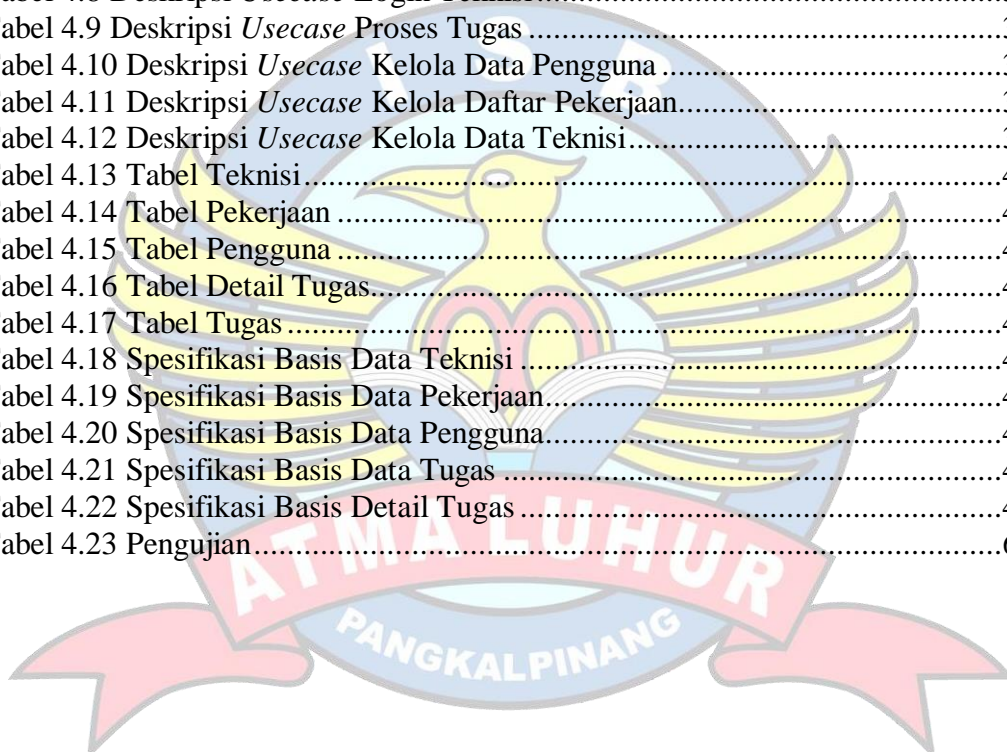 abel 4.8 Deskripsi Usecase Login Teknisi
abel 4.9 Deskripsi Usecase Proses Tugas
abel 4.10 Deskripsi Usecase Kelola Data Pengguna
abel 4.11 Deskripsi Usecase Kelola Daftar Pekerjaan
abel 4.12 Deskripsi Usecase Kelola Data Teknisi
abel 4.13 Tabel Teknisi
abel 4.14 Tabel Pekerjaan
abel 4.15 Tabel Pengguna
abel 4.16 Tabel Detail Tugas
abel 4.17 Tabel Tugas
abel 4.18 Spesifikasi Basis Data Teknisi
abel 4.19 Spesifikasi Basis Data Pekerjaan
abel 4.20 Spesifikasi Basis Data Pengguna
abel 4.21 Spesifikasi Basis Data Tugas
abel 4.22 Spesifikasi Basis Detail Tugas
abel 4.23 Pengujian
I S B
ATMA LUHUR
PANGKALPINANG